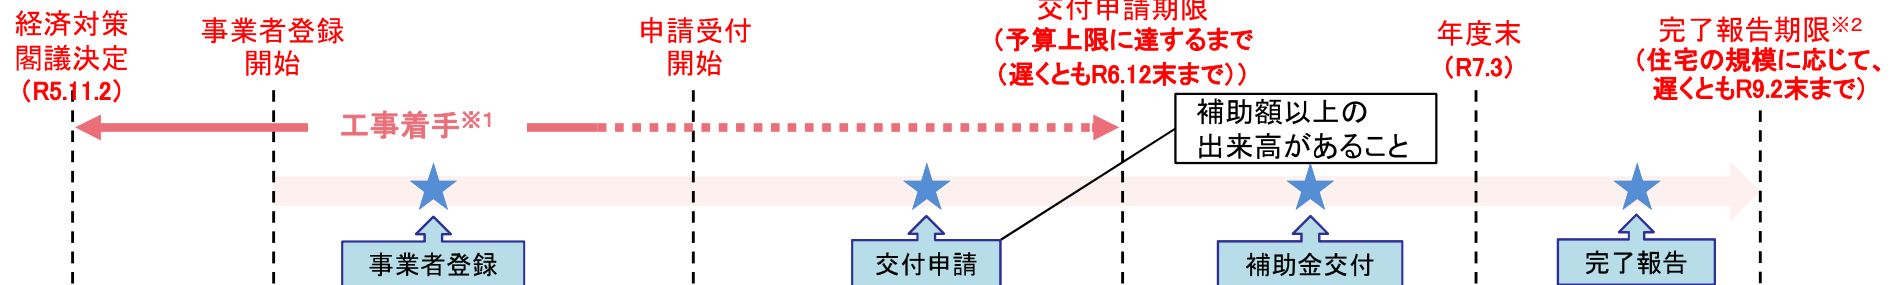 経済対策
閣議決定
（R5.11.2）
事業者登録
開始
申請受付
開始
交付申請期限
（予算上限に達するまで
（遅くともR6.12末まで））
年度末
（R7.3）
完了報告期限※2
（住宅の規模に応じて、
遅くともR9.2末まで）
工事着手※1
補助額以上の
出来高があること
事業者登録
交付申請
補助金交付
完了報告